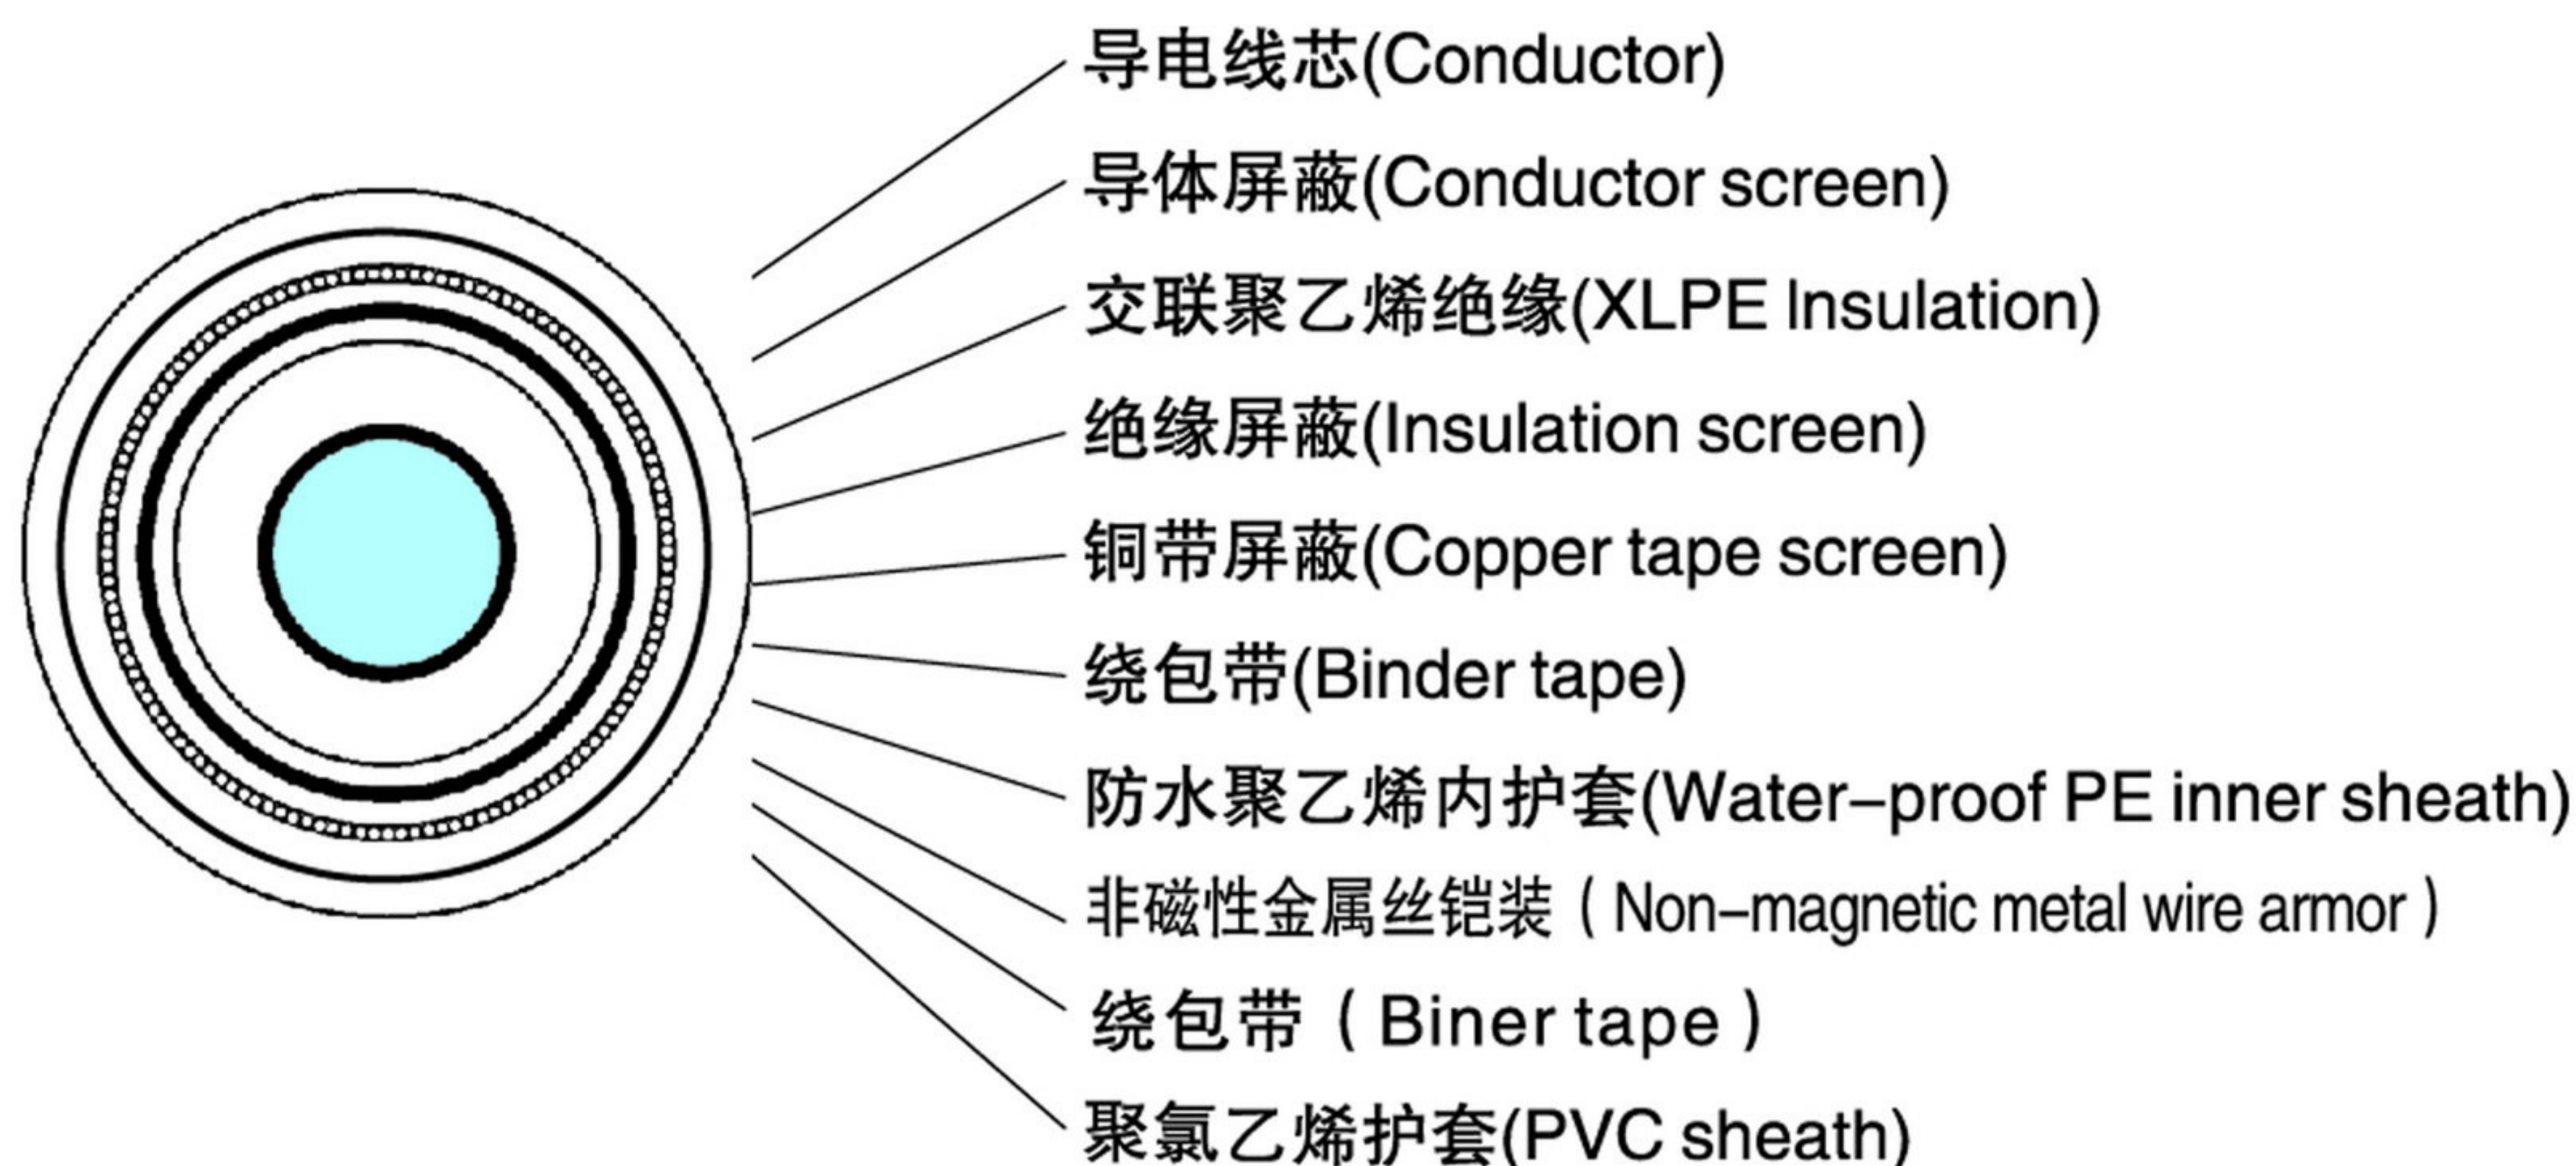 导电线芯(Conductor)
导体屏蔽(Conductor screen)
交联聚乙烯绝缘(XLPE Insulation)
绝缘屏蔽(Insulation screen)
铜带屏蔽(Copper tape screen)
绕包带(Binder tape)
防水聚乙烯内护套(Water–proof PE inner sheath)
非磁性金属丝铠装（Non–magnetic metal wire armor）
绕包带（Biner tape）
聚氯乙烯护套(PVC sheath)